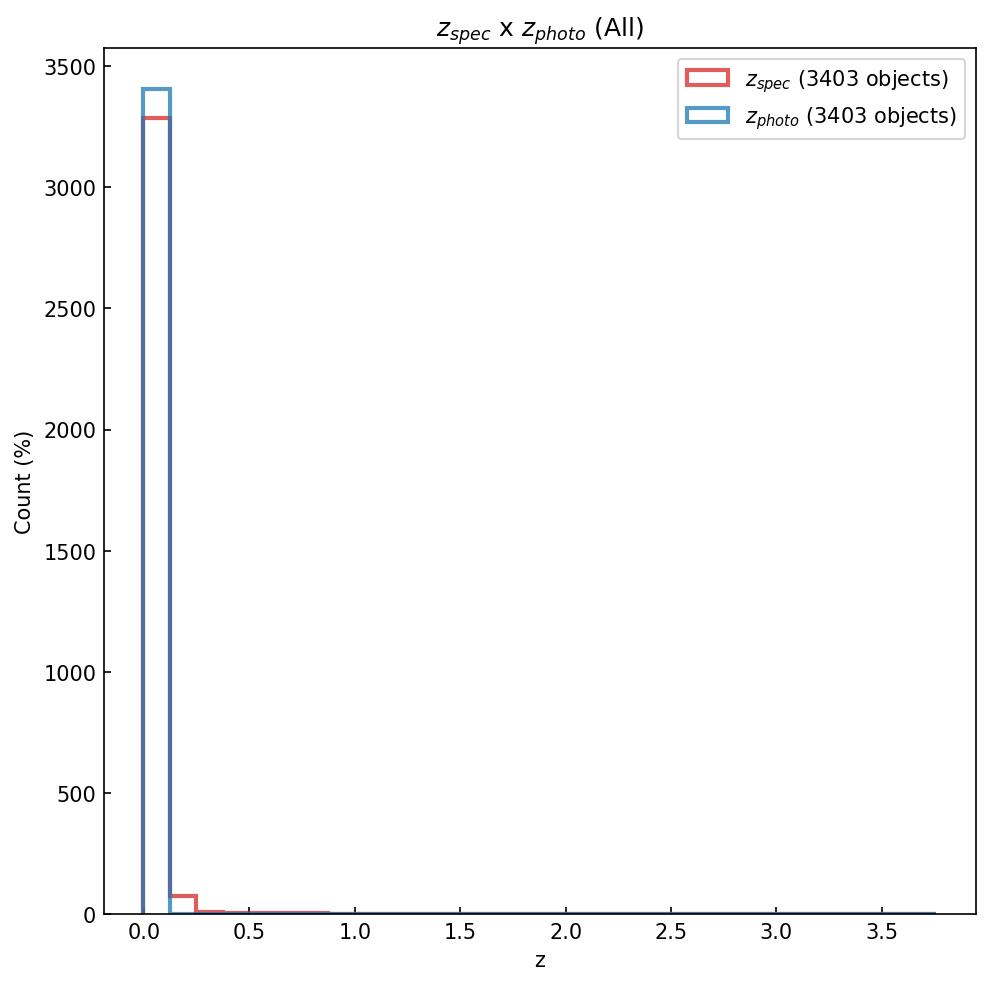 z_spec x z_photo (All)
z_spec (3403 objects)
z_photo (3403 objects)
3500
3000
2500
2000
1500
1000
500
0
Count (%)
0.0 0.5 1.0 1.5 2.0 2.5 3.0 3.5
z